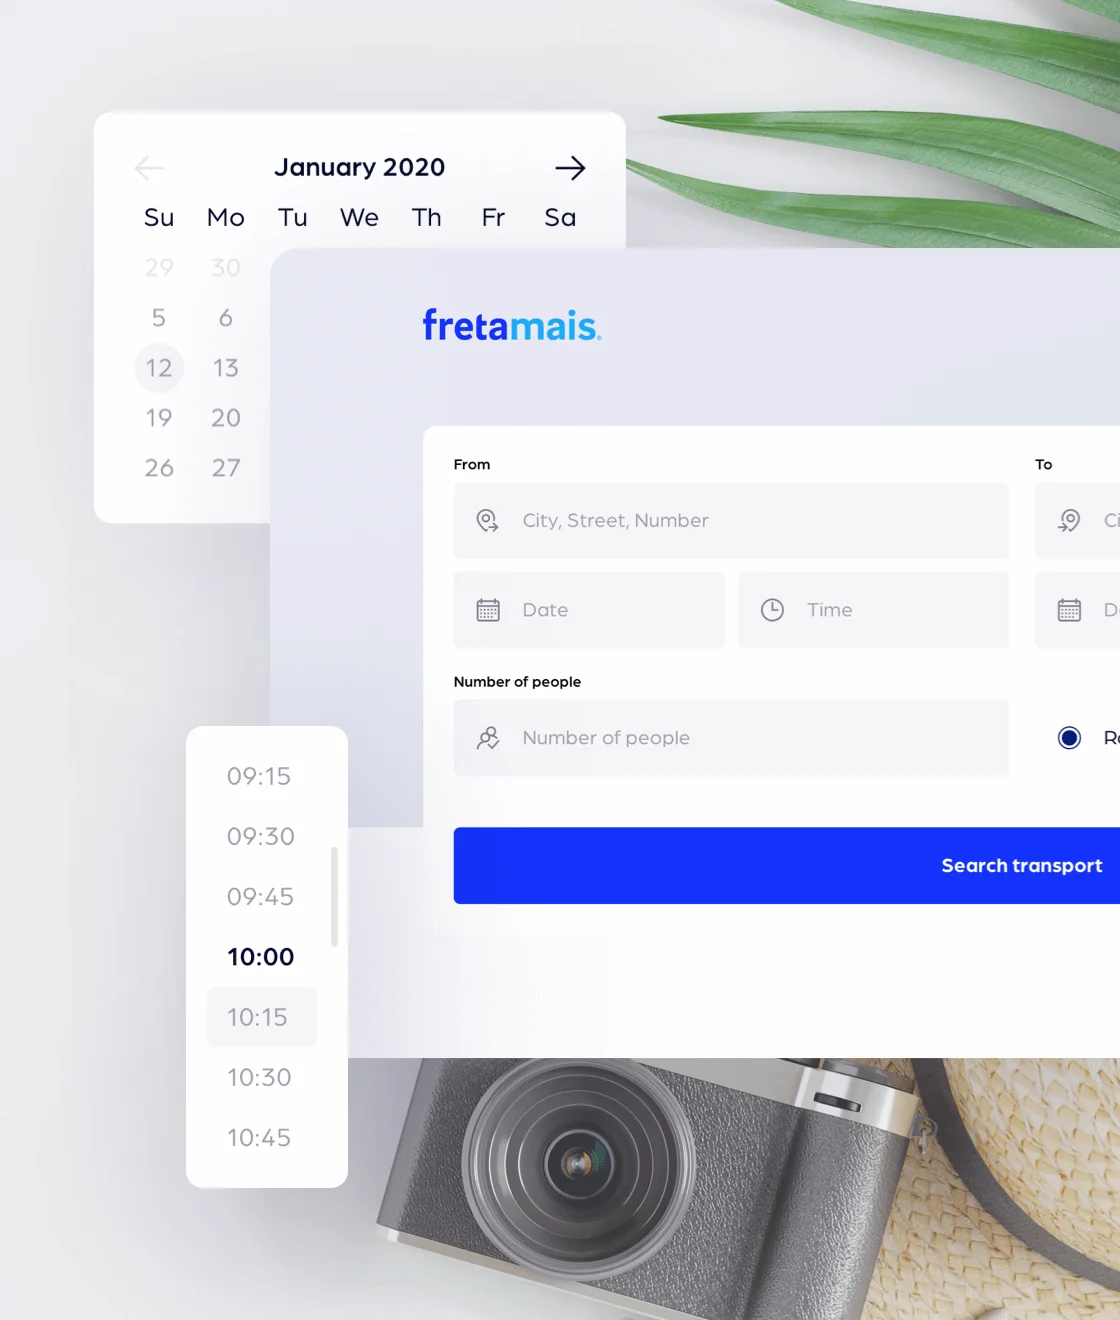 January 2020
Su Mo Tu We Th Fr Sa
29 30
5 6
12 13
19 20
26 27
fretamais
From
City, Street, Number
Date
Time
To
Number of people
Number of people
Search transport
09:15
09:30
09:45
10:00
10:15
10:30
10:45